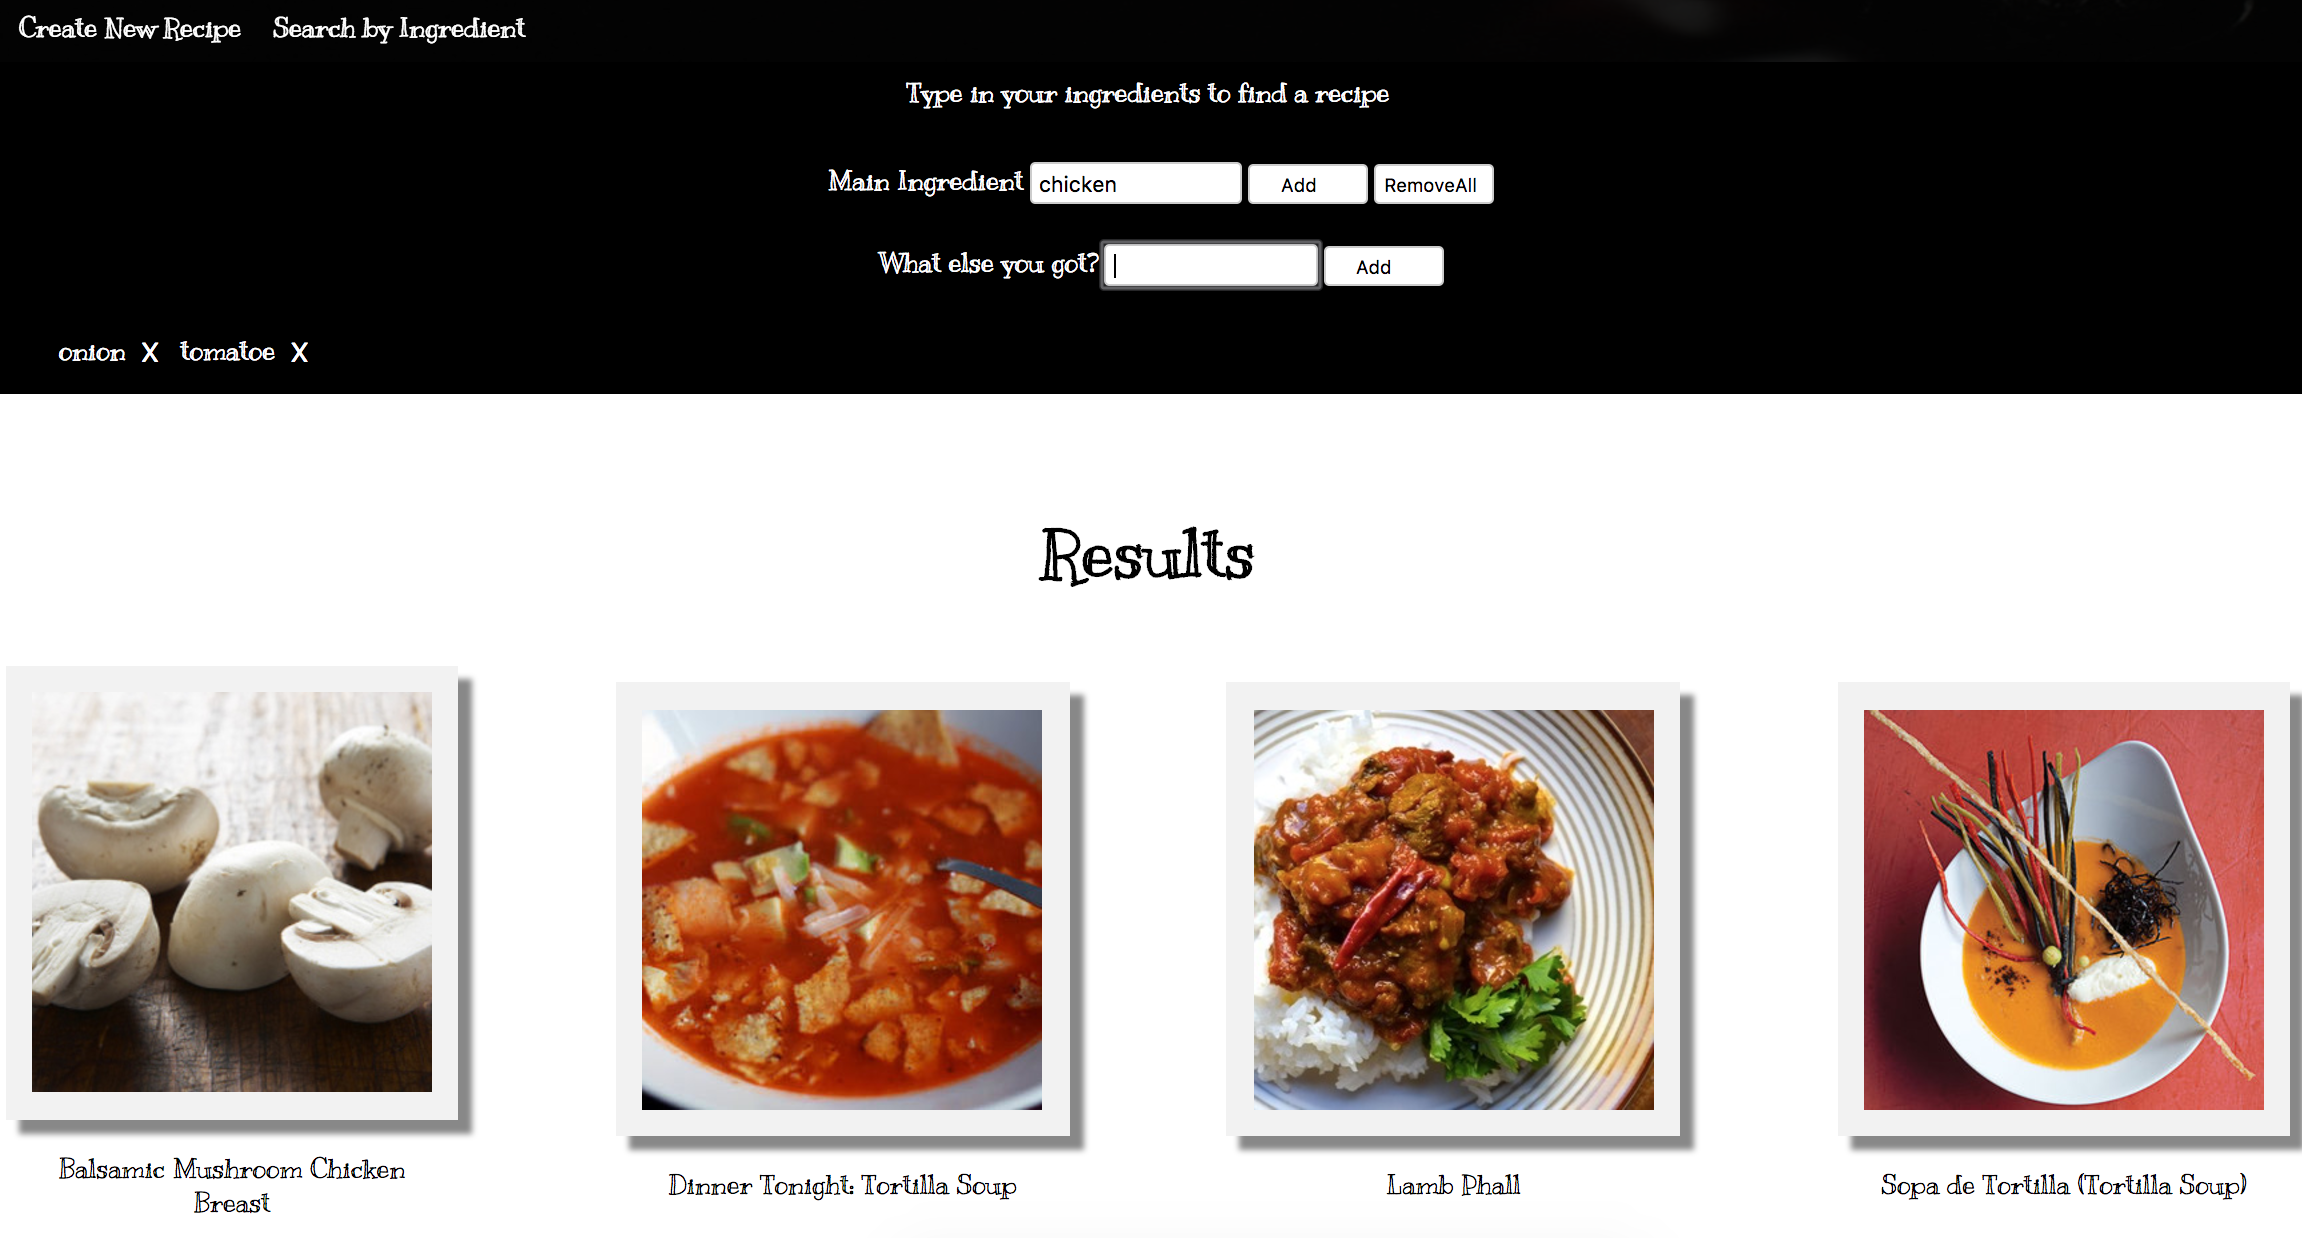 Create New Recipe Search by Ingredient
Type in your ingredients to find a recipe
Main Ingredient chicken Add RemoveAll
What else you got? Add
onion X tomatoe X
Results
Balsamic Mushroom Chicken
Breast
Dinner Tonight: Tortilla Soup
Lamb Phall
Sopa de Tortilla (Tortilla Soup)